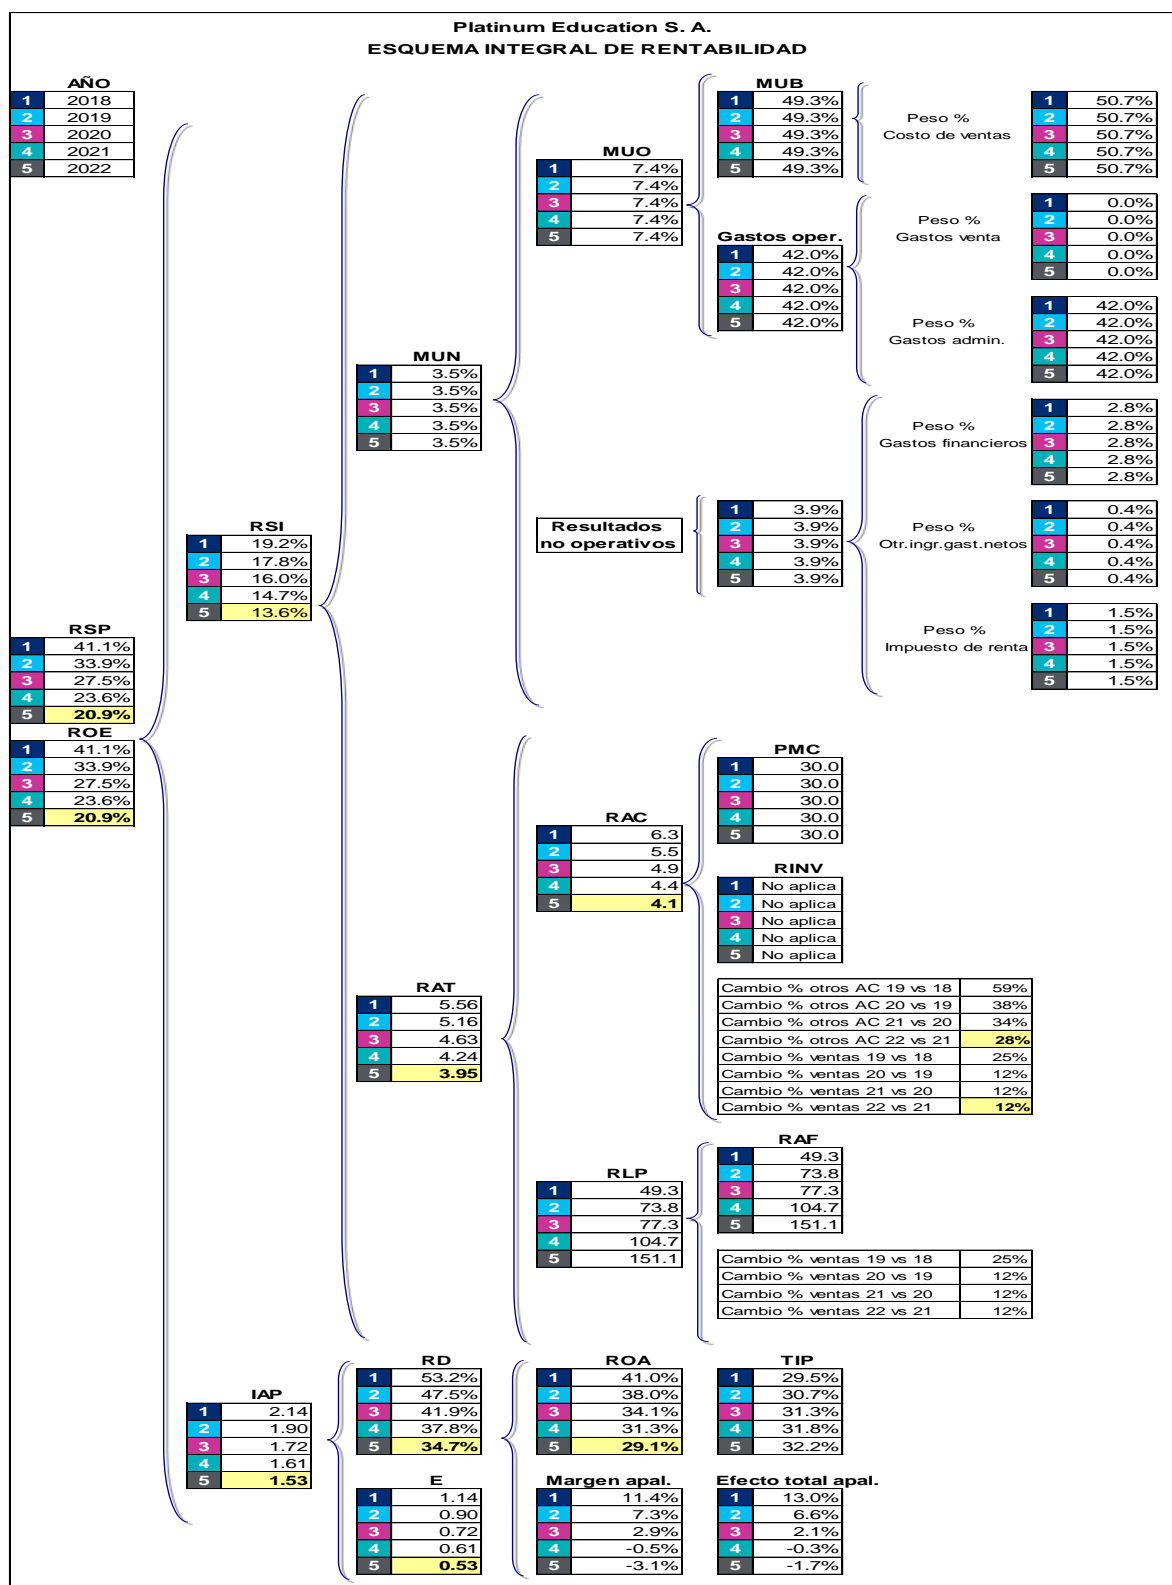 Platinum Education S. A.
ESQUEMA INTEGRAL DE RENTABILIDAD
AÑO
1 2018
2 2019
3 2020
4 2021
5 2022
RSP
1 41.1%
2 33.9%
3 27.5%
4 23.6%
5 20.9%
ROE
1 41.1%
2 33.9%
3 27.5%
4 23.6%
5 20.9%
RSI
1 19.2%
2 17.8%
3 16.0%
4 14.7%
5 13.6%
MUN
1 3.5%
2 3.5%
3 3.5%
4 3.5%
5 3.5%
MUO
1 7.4%
2 7.4%
3 7.4%
4 7.4%
5 7.4%
MUB
1 49.3%
2 49.3%
3 49.3%
4 49.3%
5 49.3%
Peso %
Costo de ventas
1 50.7%
2 50.7%
3 50.7%
4 50.7%
5 50.7%
Gastos oper.
1 42.0%
2 42.0%
3 42.0%
4 42.0%
5 42.0%
Peso %
Gastos venta
1 0.0%
2 0.0%
3 0.0%
4 0.0%
5 0.0%
Peso %
Gastos admin.
1 42.0%
2 42.0%
3 42.0%
4 42.0%
5 42.0%
Resultados
no operativos
1 3.9%
2 3.9%
3 3.9%
4 3.9%
5 3.9%
Peso %
Gastos financieros
1 2.8%
2 2.8%
3 2.8%
4 2.8%
5 2.8%
Peso %
Otr.ingr.gast.netos
1 0.4%
2 0.4%
3 0.4%
4 0.4%
5 0.4%
Peso %
Impuesto de renta
1 1.5%
2 1.5%
3 1.5%
4 1.5%
5 1.5%
RAT
1 5.56
2 5.16
3 4.63
4 4.24
5 3.95
RAC
1 6.3
2 5.5
3 4.9
4 4.4
5 4.1
PMC
1 30.0
2 30.0
3 30.0
4 30.0
5 30.0
RINV
1 No aplica
2 No aplica
3 No aplica
4 No aplica
5 No aplica
Cambio % otros AC 19 vs 18 59%
Cambio % otros AC 20 vs 19 38%
Cambio % otros AC 21 vs 20 34%
Cambio % otros AC 22 vs 21 28%
Cambio % ventas 19 vs 18 25%
Cambio % ventas 20 vs 19 12%
Cambio % ventas 21 vs 20 12%
Cambio % ventas 22 vs 21 12%
RLP
1 49.3
2 73.8
3 77.3
4 104.7
5 151.1
RAF
1 49.3
2 73.8
3 77.3
4 104.7
5 151.1
Cambio % ventas 19 vs 18 25%
Cambio % ventas 20 vs 19 12%
Cambio % ventas 21 vs 20 12%
Cambio % ventas 22 vs 21 12%
IAP
1 2.14
2 1.90
3 1.72
4 1.61
5 1.53
RD
1 53.2%
2 47.5%
3 41.9%
4 37.8%
5 34.7%
E
1 1.14
2 0.90
3 0.72
4 0.61
5 0.53
ROA
1 41.0%
2 38.0%
3 34.1%
4 31.3%
5 29.1%
TIP
1 29.5%
2 30.7%
3 31.3%
4 31.8%
5 32.2%
Margen apal.
1 11.4%
2 7.3%
3 2.9%
4 -0.5%
5 -3.1%
Efecto total apal.
1 13.0%
2 6.6%
3 2.1%
4 -0.3%
5 -1.7%